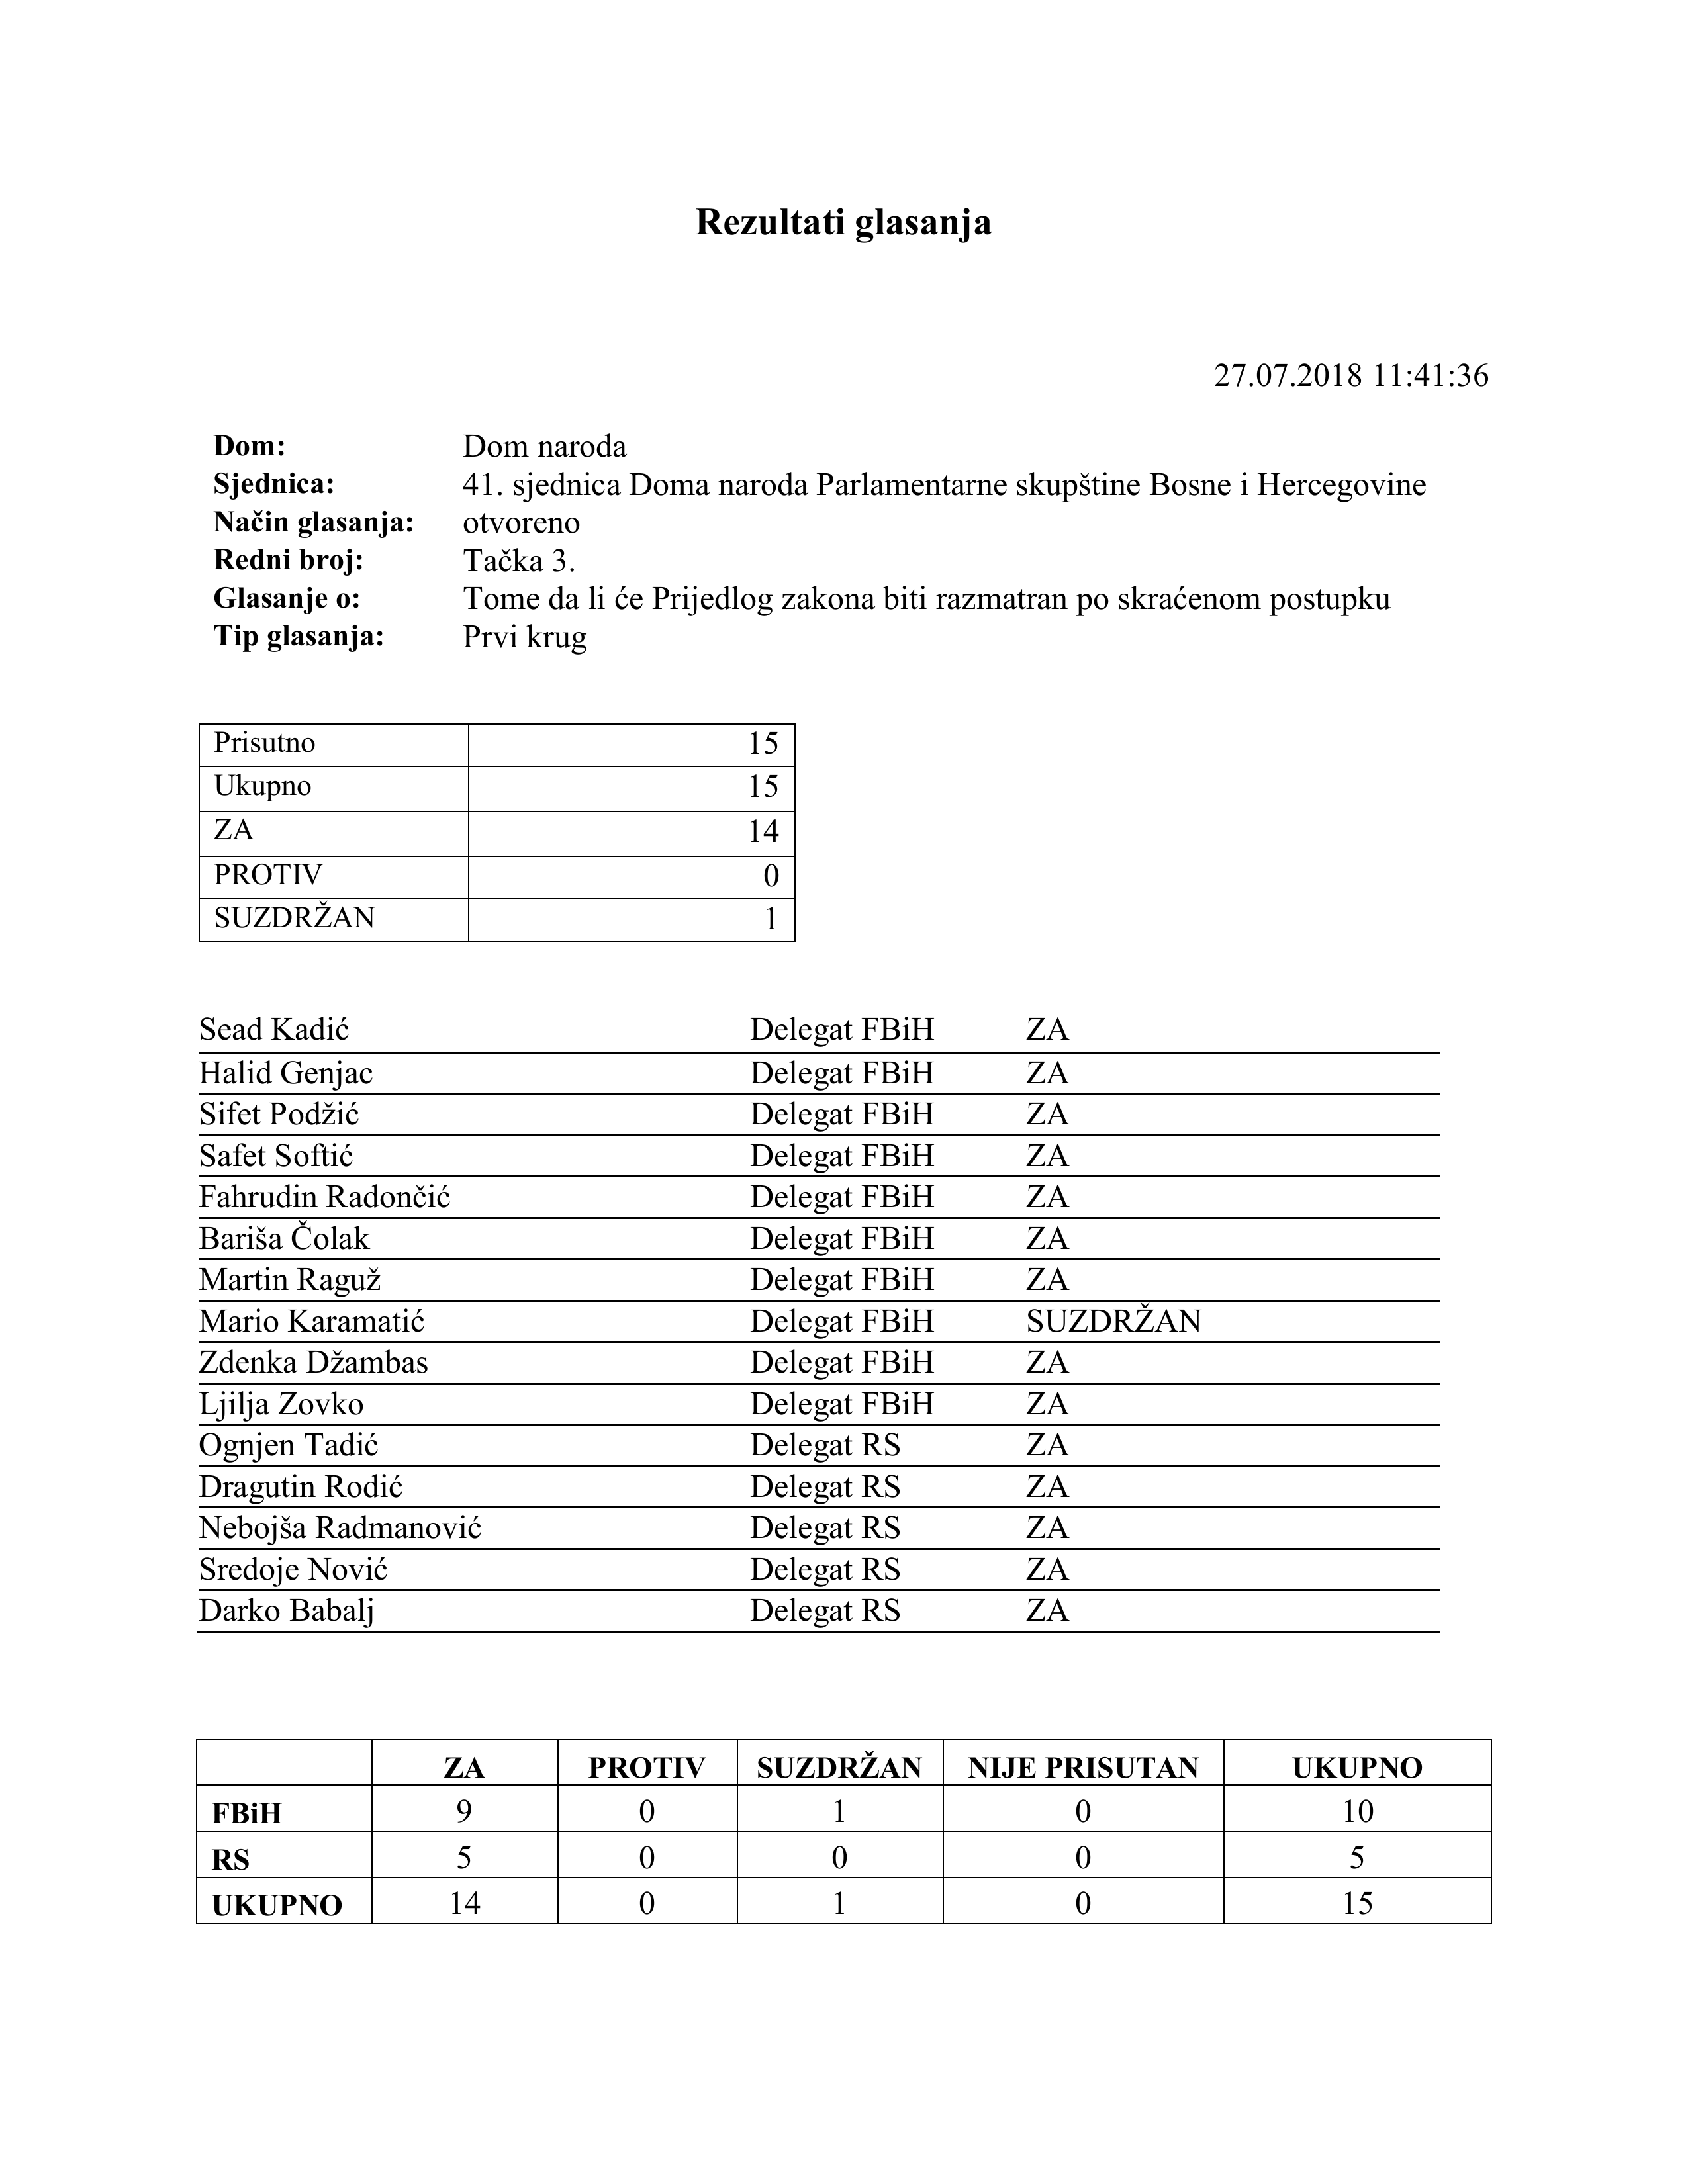 Rezultati glasanja
27.07.2018 11:41:36
Dom: Dom naroda
Sjednica: 41. sjednica Doma naroda Parlamentarne skupštine Bosne i Hercegovine
Način glasanja: otvoreno
Redni broj: Tačka 3.
Glasanje o: Tome da li će Prijedlog zakona biti razmatran po skraćenom postupku
Tip glasanja: Prvi krug
Prisutno 15
Ukupno 15
ZA 14
PROTIV 0
SUZDRŽAN 1
Sead Kadić Delegat FBiH ZA
Halid Genjac Delegat FBiH ZA
Sifet Podžić Delegat FBiH ZA
Safet Softić Delegat FBiH ZA
Fahrudin Radončić Delegat FBiH ZA
Bariša Čolak Delegat FBiH ZA
Martin Raguž Delegat FBiH ZA
Mario Karamatić Delegat FBiH SUZDRŽAN
Zdenka Džambas Delegat FBiH ZA
Ljilja Zovko Delegat FBiH ZA
Ognjen Tadić Delegat RS ZA
Dragutin Rodić Delegat RS ZA
Nebojša Radmanović Delegat RS ZA
Sredoje Nović Delegat RS ZA
Darko Babalj Delegat RS ZA
ZA PROTIV SUZDRŽAN NIJE PRISUTAN UKUPNO
FBiH 9 0 1 0 10
RS 5 0 0 0 5
UKUPNO 14 0 1 0 15